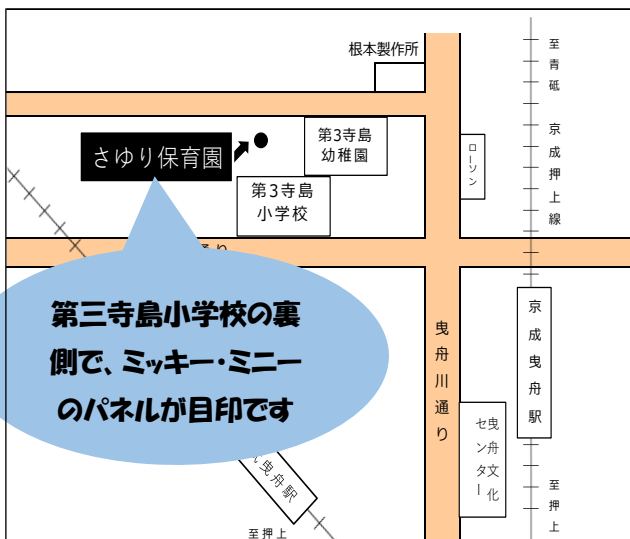 根本製作所
至青砥
京成押上線
ローソン
第3寺島
幼稚園
さゆり保育園
第3寺島
小学校
通り
第三寺島小学校の裏
側で、ミッキー・ミニー
のパネルが目印です
曳舟川通り
京成曳舟駅
曳舟文化
センター
曳舟駅
至押上
至押上